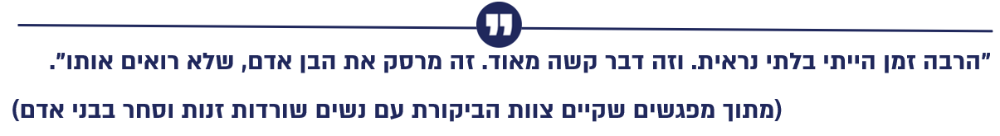 "הרבה זמן הייתי בלתי נראית. וזה דבר קשה מאוד. זה מרסק את הבן אדם, שלא רואים אותו".
(מתוך מפגשים שקיים צוות הביקורת עם נשים שורדות זנות וסחר בבני אדם)